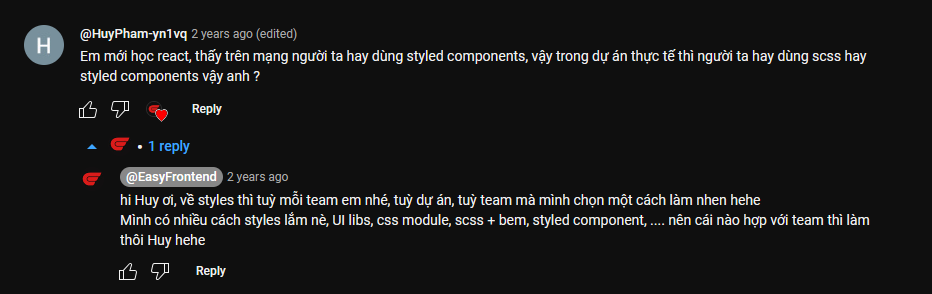 H
@HuyPham-yn1vq 2 years ago (edited)
Em mới học react, thấy trên mạng người ta hay dùng styled components, vậy trong dự án thực tế thì người ta hay dùng scss hay
styled components vậy anh ?
Reply
• 1 reply
@EasyFrontend 2 years ago
hi Huy ơi, về styles thì tuỳ mỗi team em nhé, tuỳ dự án, tuỳ team mà mình chọn một cách làm nhen hehe
Mình có nhiều cách styles lắm nè, UI libs, css module, scss + bem, styled component, .... nên cái nào hợp với team thì làm
thôi Huy hehe
Reply